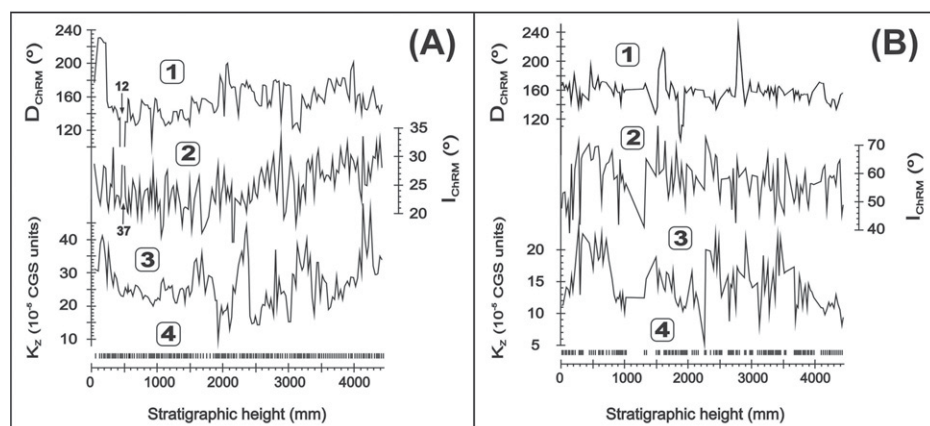 (A)
D_ChRM (°)
240
200
160
120
12
1
2
37
35
30
25
20
I_ChRM (°)
K_Z (10⁻⁵ CGS units)
40
30
20
10
3
4
0 1000 2000 3000 4000
Stratigraphic height (mm)
(B)
D_ChRM (°)
240
200
160
120
1
2
70
60
50
40
I_ChRM (°)
K_Z (10⁻⁵ CGS units)
20
15
10
5
3
4
0 1000 2000 3000 4000
Stratigraphic height (mm)